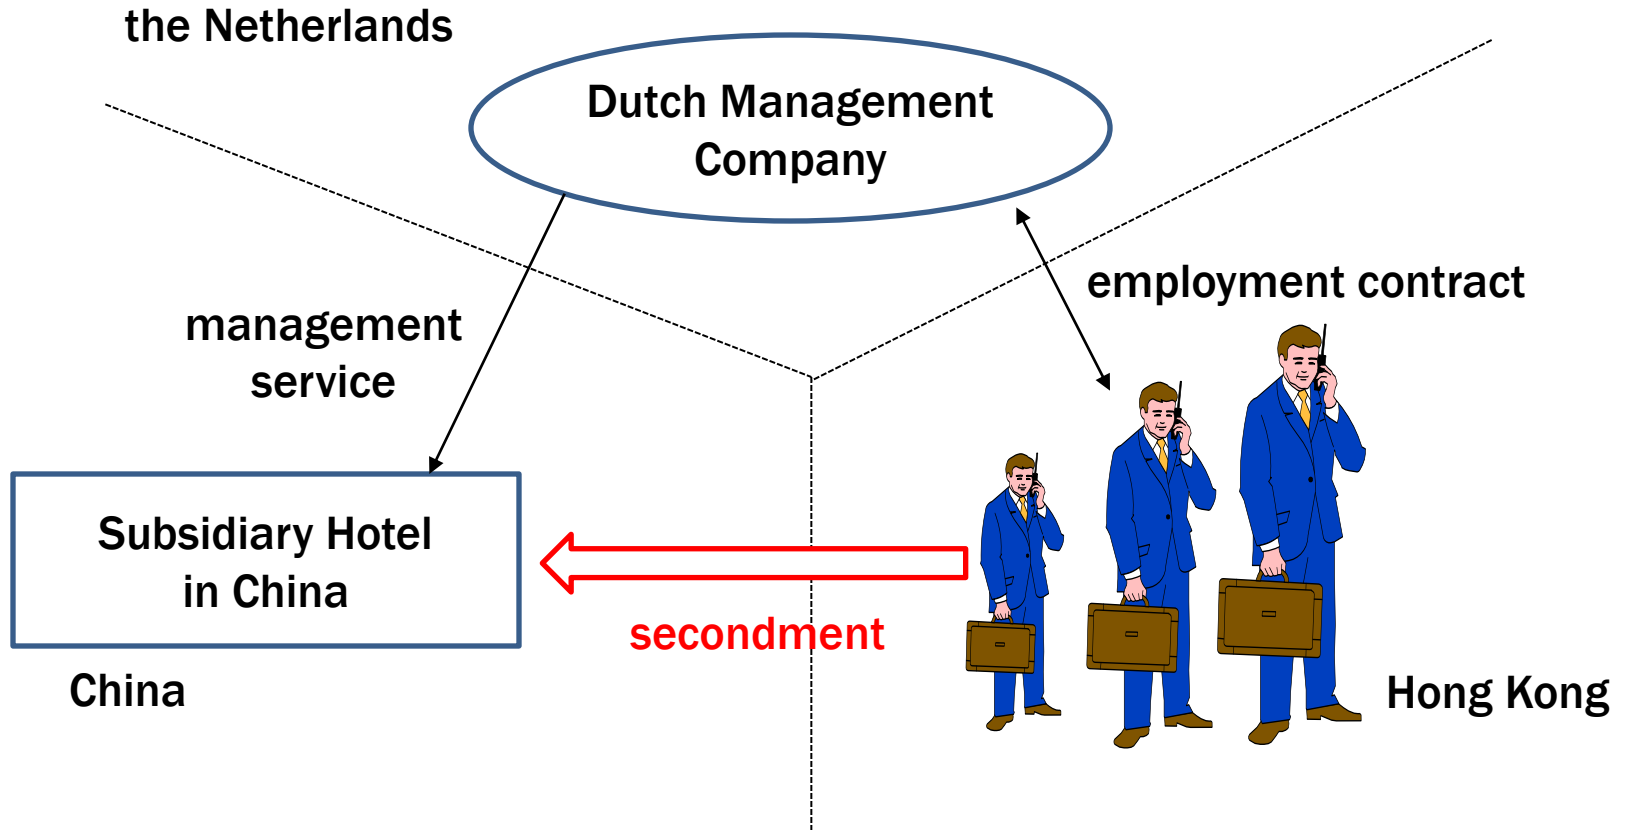 the Netherlands
Dutch Management
Company
employment contract
management
service
Subsidiary Hotel
in China
secondment
China
Hong Kong